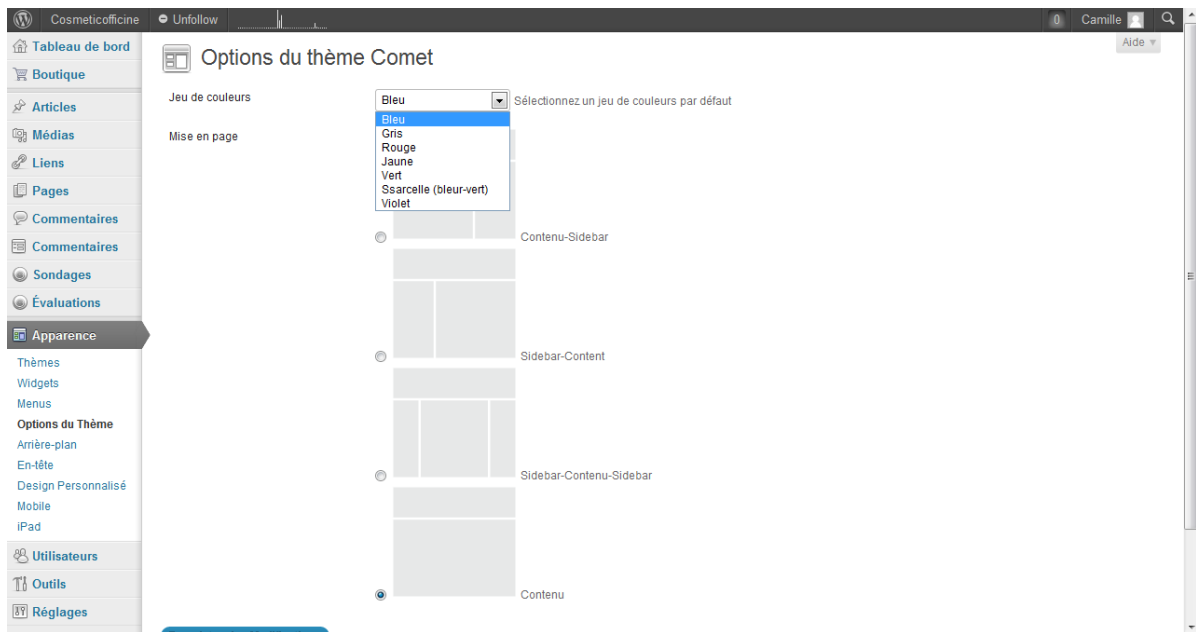 Cosmeticofficine
Unfollow
0
Camille
Aide
Tableau de bord
Boutique
Articles
Médias
Liens
Pages
Commentaires
Commentaires
Sondages
Évaluations
Apparence
Thèmes
Widgets
Menus
Options du Thème
Arrière-plan
En-tête
Design Personnalisé
Mobile
iPad
Utilisateurs
Outils
Réglages
Options du thème Comet
Jeu de couleurs
Bleu
Sélectionnez un jeu de couleurs par défaut
Bleu
Gris
Rouge
Jaune
Vert
Ssarcelle (bleur-vert)
Violet
Mise en page
Contenu-Sidebar
Sidebar-Content
Sidebar-Contenu-Sidebar
Contenu